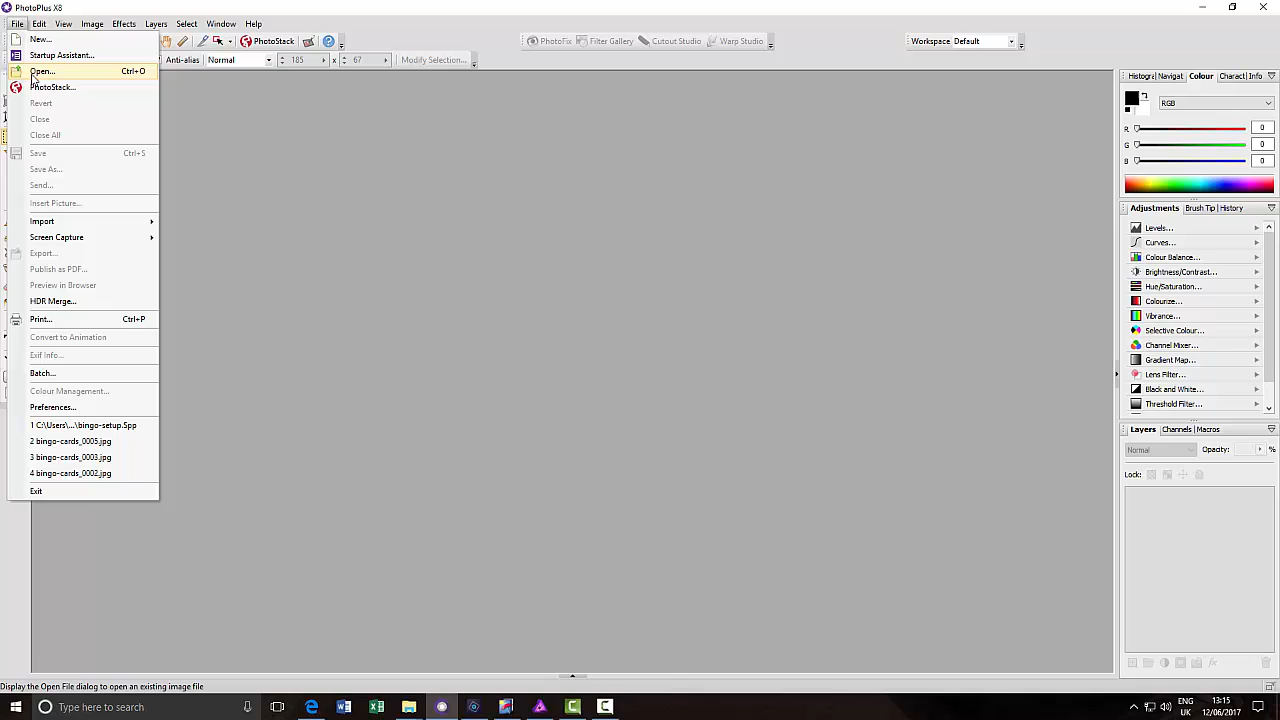 PhotoPlus X8
File Edit View Image Effects Layers Select Window Help
New...
Startup Assistant...
Open... Ctrl+O
PhotoStack...
Revert
Close
Close All
Save Ctrl+S
Save As...
Send...
Insert Picture...
Import
Screen Capture
Export...
Publish as PDF...
Preview in Browser
HDR Merge...
Print... Ctrl+P
Convert to Animation
Exif Info...
Batch...
Colour Management...
Preferences...
1 C:\Users\...\bingo-setup.Spp
2 bingo-cards_0005.jpg
3 bingo-cards_0003.jpg
4 bingo-cards_0002.jpg
Exit
PhotoStack
PhotoFix Filter Gallery Cutout Studio Warp Studio
Workspace Default
Anti-alias Normal 185 x 67 Modify Selection...
Histogra Navigat Colour Charact Info
RGB
R 0
G 0
B 0
Adjustments Brush Tip History
Levels...
Curves...
Colour Balance...
Brightness/Contrast...
Hue/Saturation...
Colourize...
Vibrance...
Selective Colour...
Channel Mixer...
Gradient Map...
Lens Filter...
Black and White...
Threshold Filter...
Layers Channels Macros
Normal Opacity: %
Lock:
Display the Open File dialog to open an existing image file
Type here to search
ENG
UK
13:15
12/06/2017